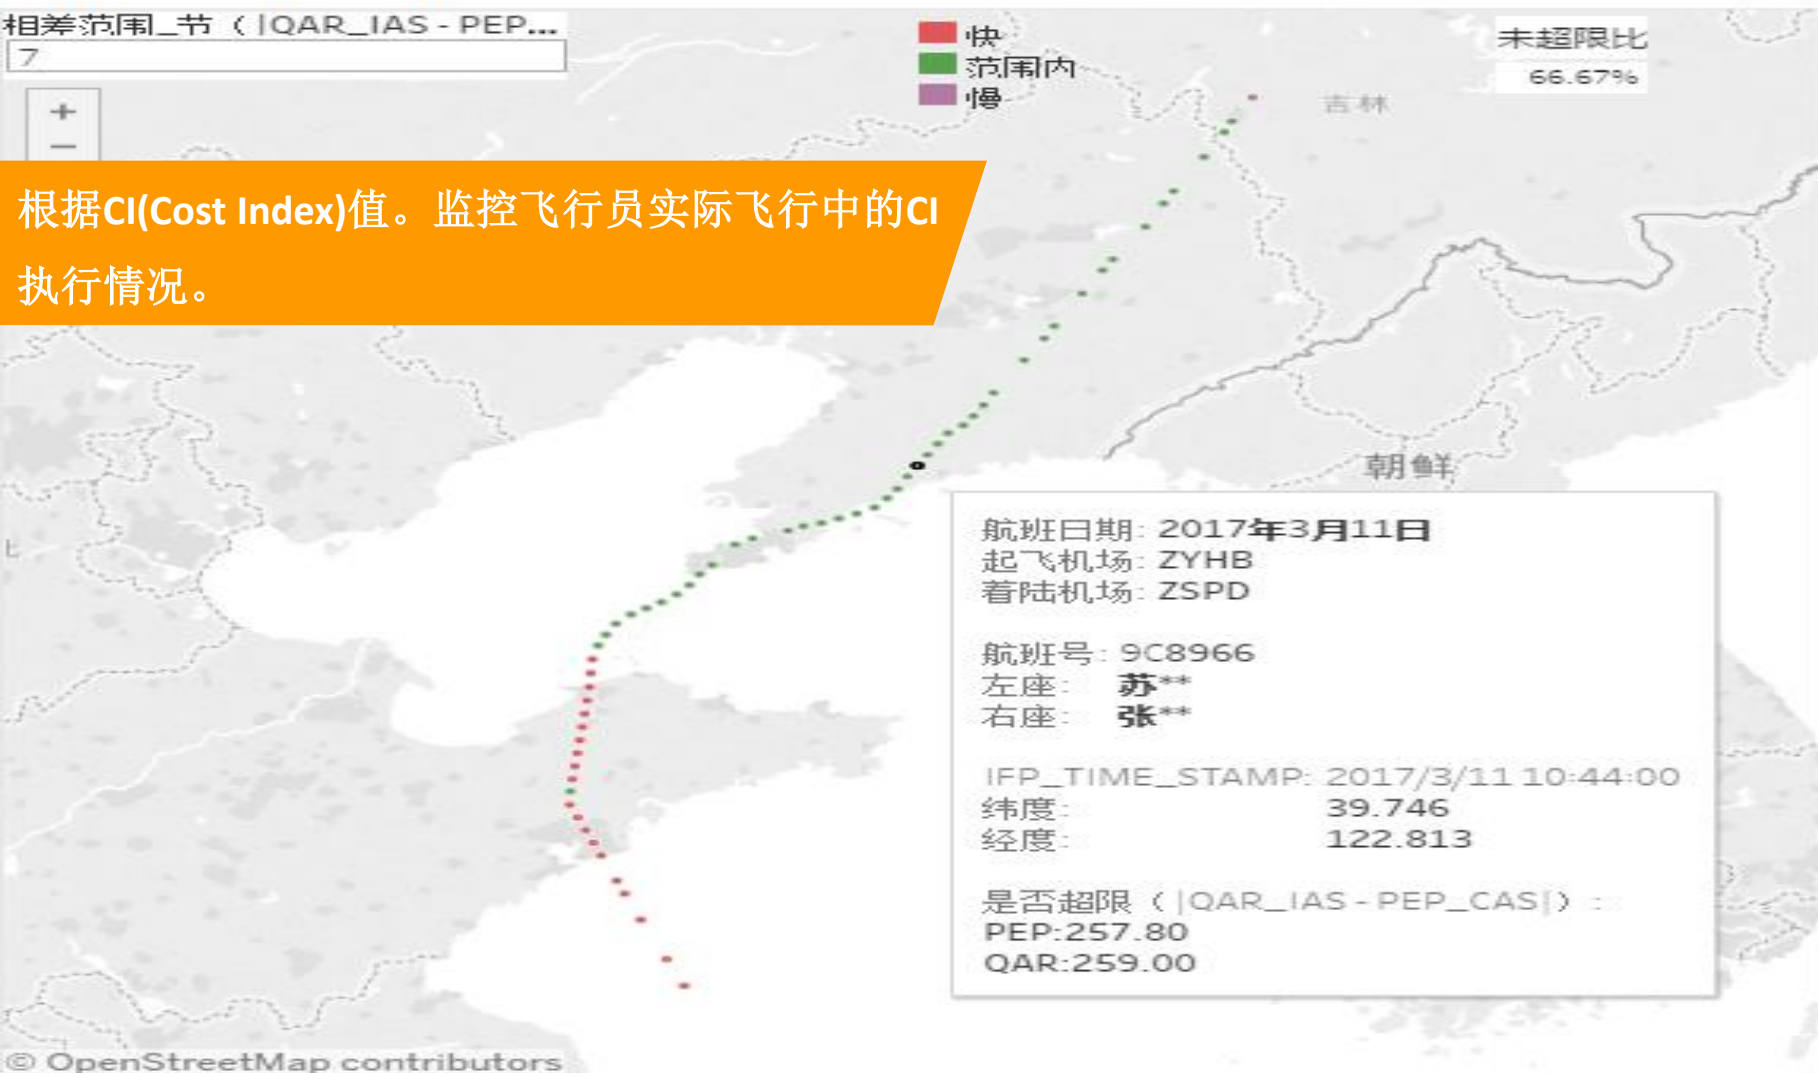 相差范围_节（|QAR_IAS - PEP...
7
快
范围内
慢
未超限比
66.67%
+
−
吉林
根据CI(Cost Index)值。监控飞行员实际飞行中的CI
执行情况。
朝鲜
航班日期: 2017年3月11日
起飞机场: ZYHB
着陆机场: ZSPD
航班号: 9C8966
左座: 苏**
右座: 张**
IFP_TIME_STAMP: 2017/3/11 10:44:00
纬度: 39.746
经度: 122.813
是否超限（|QAR_IAS - PEP_CAS|）:
PEP:257.80
QAR:259.00
© OpenStreetMap contributors